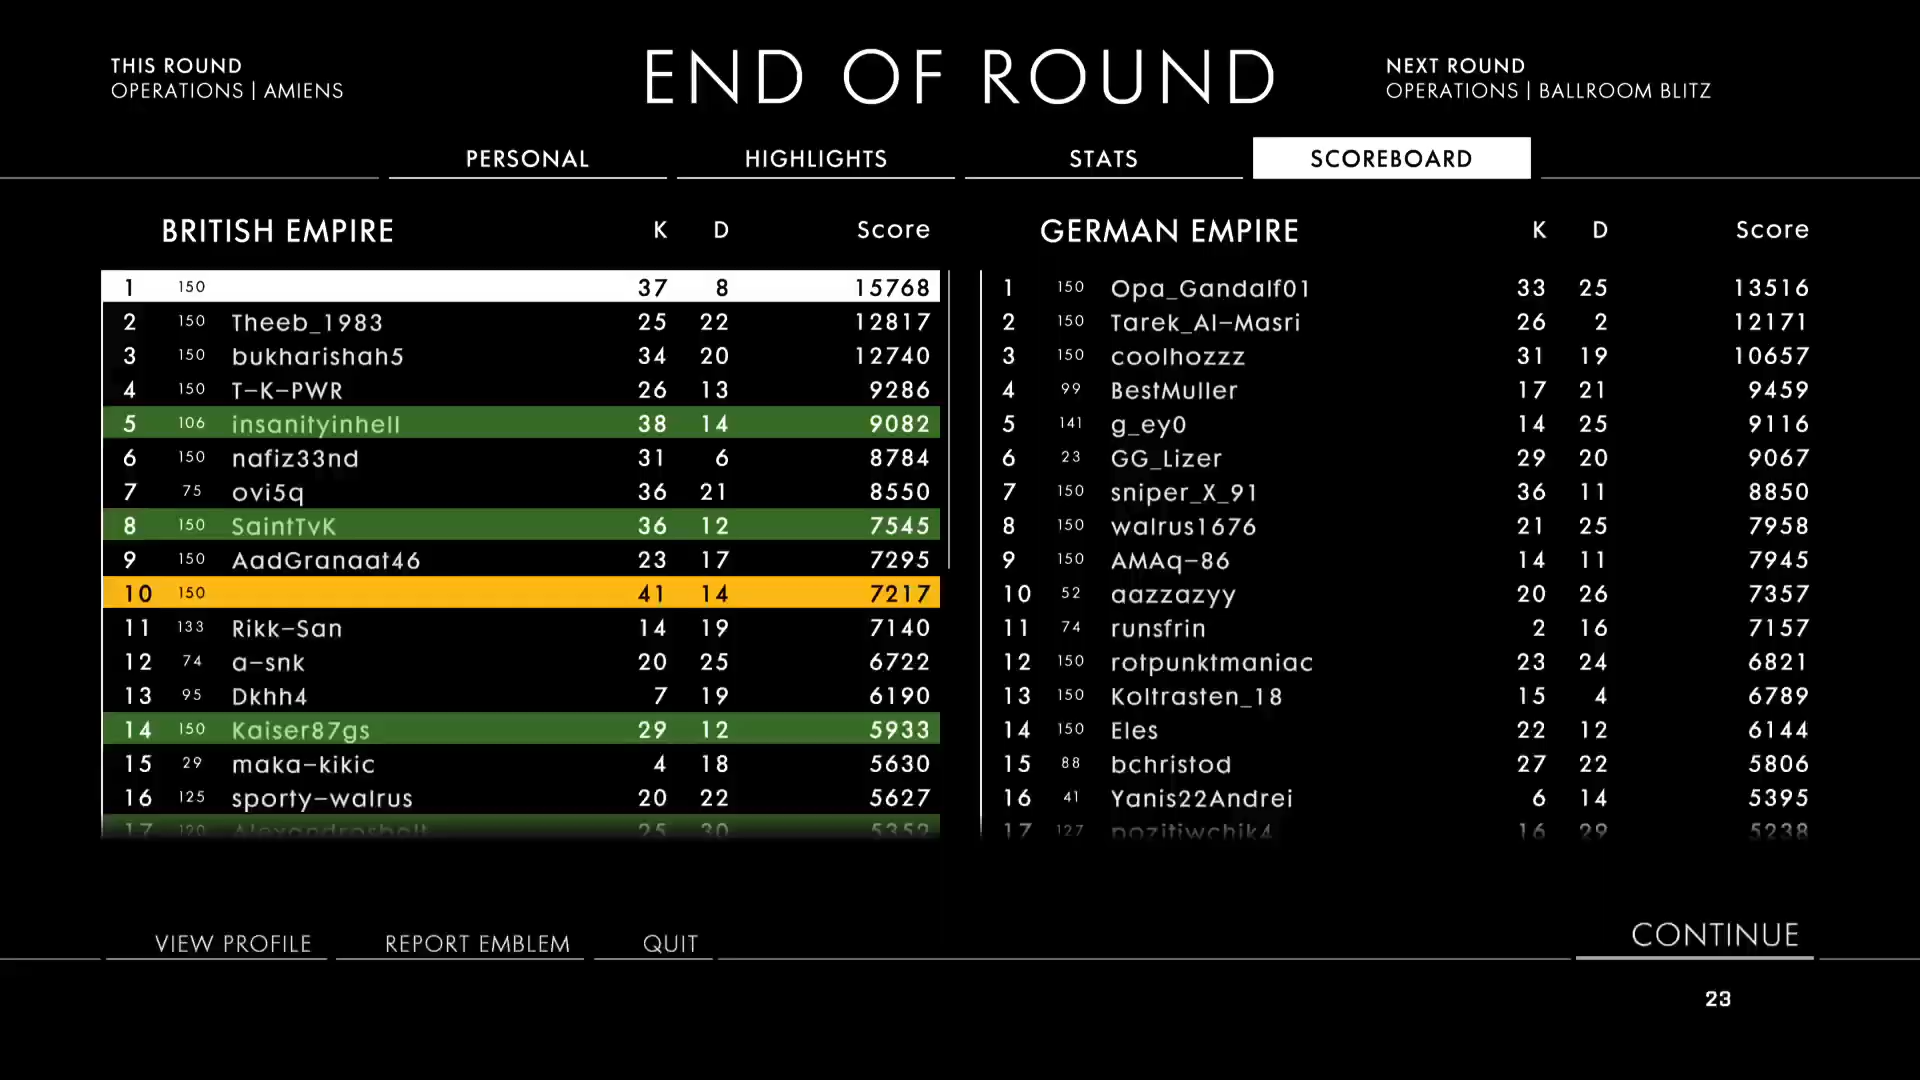 THIS ROUND
OPERATIONS | AMIENS
END OF ROUND
NEXT ROUND
OPERATIONS | BALLROOM BLITZ
PERSONAL
HIGHLIGHTS
STATS
SCOREBOARD
BRITISH EMPIRE K D Score
1 150 37 8 15768
2 150 Theeb_1983 25 22 12817
3 150 bukharishah5 34 20 12740
4 150 T-K-PWR 26 13 9286
5 106 insanityinhell 38 14 9082
6 150 nafiz33nd 31 6 8784
7 75 ovi5q 36 21 8550
8 150 SaintTvK 36 12 7545
9 150 AadGranaat46 23 17 7295
10 150 41 14 7217
11 133 Rikk-San 14 19 7140
12 74 a-snk 20 25 6722
13 95 Dkhh4 7 19 6190
14 150 Kaiser87gs 29 12 5933
15 29 maka-kikic 4 18 5630
16 125 sporty-walrus 20 22 5627
17 120 25 30 5352
GERMAN EMPIRE K D Score
1 150 Opa_Gandalf01 33 25 13516
2 150 Tarek_Al-Masri 26 2 12171
3 150 coolhozzz 31 19 10657
4 99 BestMuller 17 21 9459
5 141 g_ey0 14 25 9116
6 23 GG_Lizer 29 20 9067
7 150 sniper_X_91 36 11 8850
8 150 walrus1676 21 25 7958
9 150 AMAq-86 14 11 7945
10 52 aazzazyy 20 26 7357
11 74 runsfrin 2 16 7157
12 150 rotpunktmaniac 23 24 6821
13 150 Koltrasten_18 15 4 6789
14 150 Eles 22 12 6144
15 88 bchristod 27 22 5806
16 41 Yanis22Andrei 6 14 5395
17 127 pozitiwchik4 16 29 5238
VIEW PROFILE
REPORT EMBLEM
QUIT
CONTINUE
23